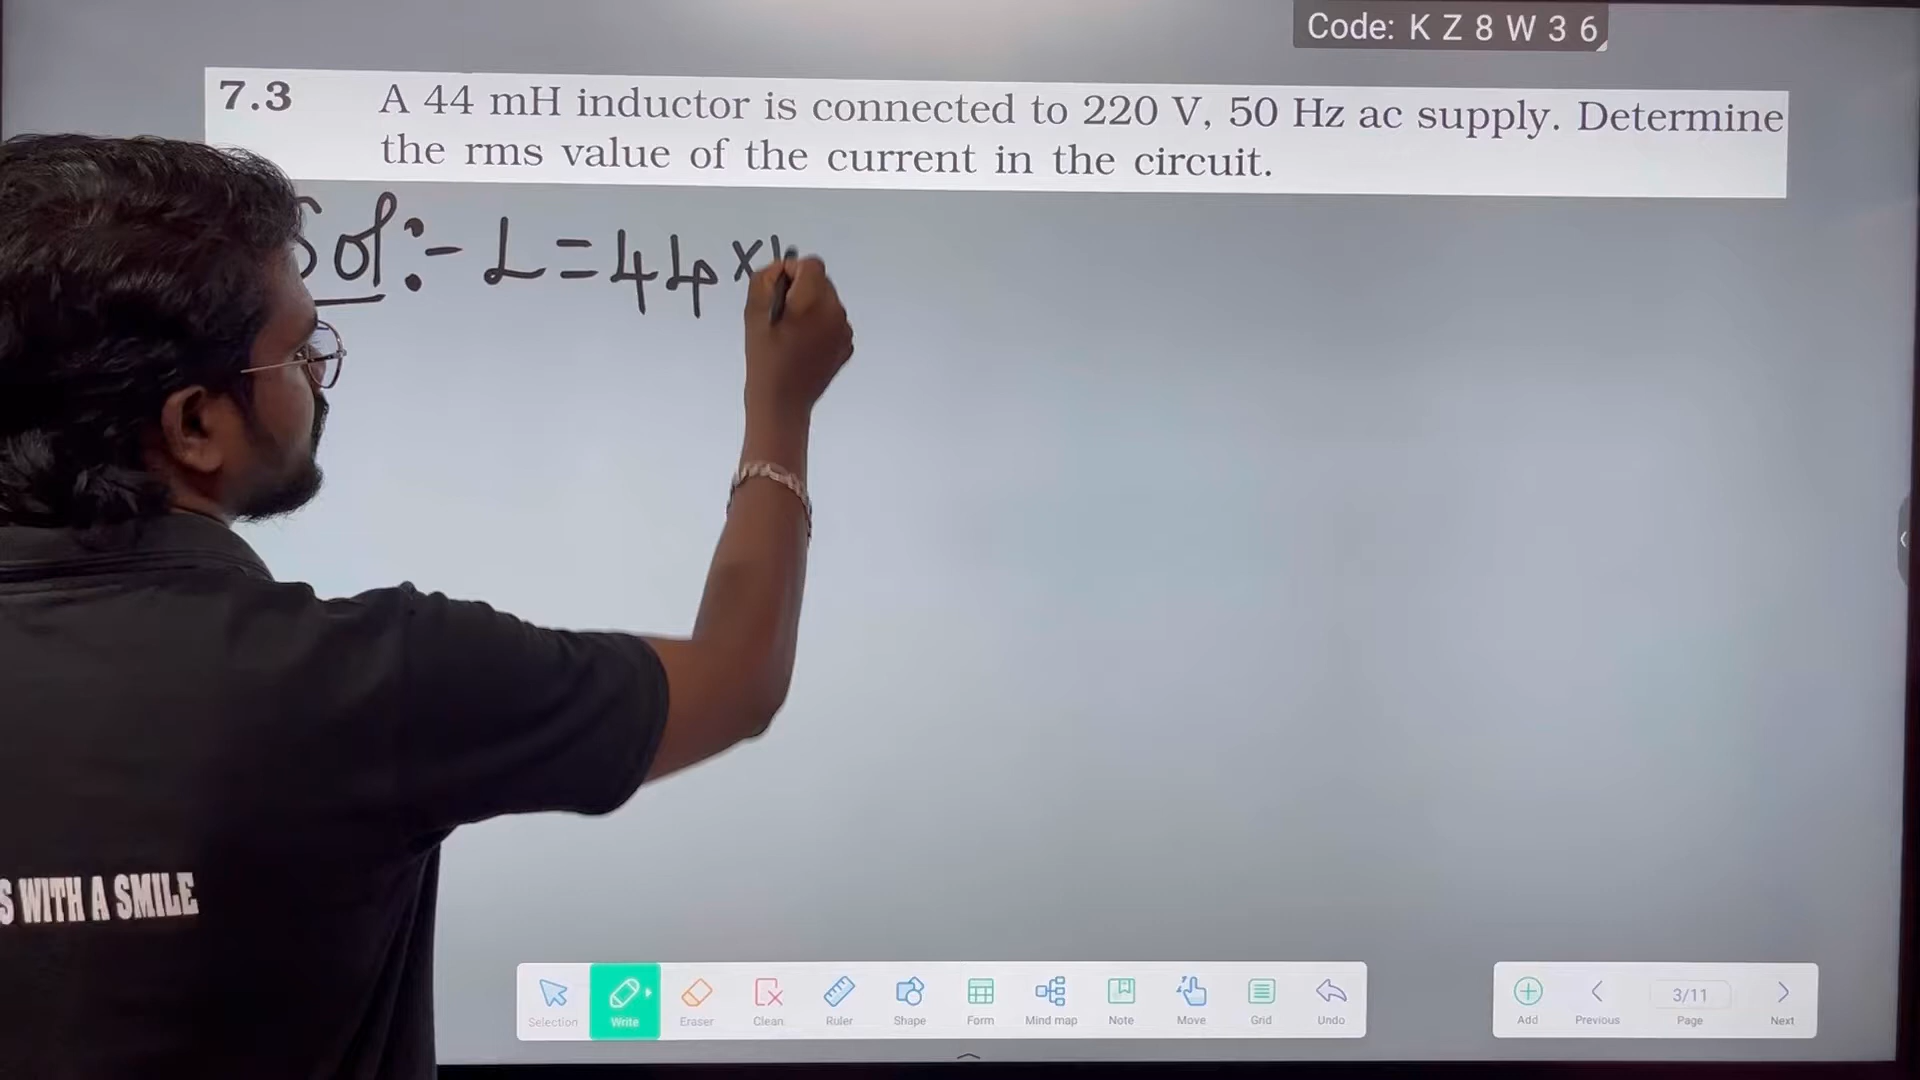 Code: K Z 8 W 3 6
7.3 A 44 mH inductor is connected to 220 V, 50 Hz ac supply. Determine
the rms value of the current in the circuit.
Sol:- L = 44 ×
S WITH A SMILE
Selection Write Eraser Clean Ruler Shape Form Mind map Note Move Grid Undo
Add Previous 3/11 Page Next